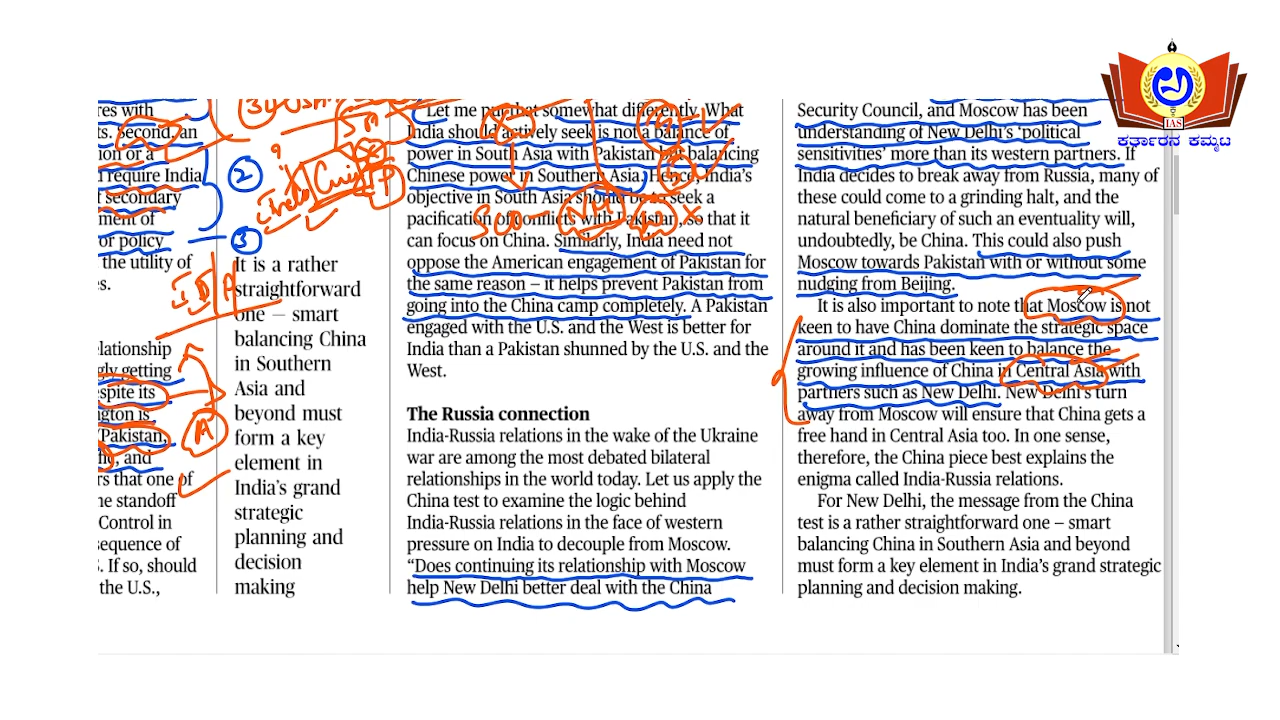 res with
ts. Second, an
ion or a
require India
f secondary
ment of
or policy
the utility of
es.
elationship
gly getting
espite its
ngton is
Pakistan,
and
rs that one of
ne standoff
Control in
sequence of
. If so, should
the U.S.,
2
3
It is a rather
straightforward
one – smart
balancing China
in Southern
Asia and
beyond must
form a key
element in
India's grand
strategic
planning and
decision
making
A
Let me put that somewhat differently. What
India should actively seek is not a balance of
power in South Asia with Pakistan but balancing
Chinese power in Southern Asia. Hence, India's
objective in South Asia should be to seek a
pacification of conflicts with Pakistan, so that it
can focus on China. Similarly, India need not
oppose the American engagement of Pakistan for
the same reason – it helps prevent Pakistan from
going into the China camp completely. A Pakistan
engaged with the U.S. and the West is better for
India than a Pakistan shunned by the U.S. and the
West.
The Russia connection
India-Russia relations in the wake of the Ukraine
war are among the most debated bilateral
relationships in the world today. Let us apply the
China test to examine the logic behind
India-Russia relations in the face of western
pressure on India to decouple from Moscow.
“Does continuing its relationship with Moscow
help New Delhi better deal with the China
Security Council, and Moscow has been
understanding of New Delhi's ‘political
sensitivities’ more than its western partners. If
India decides to break away from Russia, many of
these could come to a grinding halt, and the
natural beneficiary of such an eventuality will,
undoubtedly, be China. This could also push
Moscow towards Pakistan with or without some
nudging from Beijing.
It is also important to note that Moscow is not
keen to have China dominate the strategic space
around it and has been keen to balance the
growing influence of China in Central Asia with
partners such as New Delhi. New Delhi's turn
away from Moscow will ensure that China gets a
free hand in Central Asia too. In one sense,
therefore, the China piece best explains the
enigma called India-Russia relations.
For New Delhi, the message from the China
test is a rather straightforward one – smart
balancing China in Southern Asia and beyond
must form a key element in India's grand strategic
planning and decision making.
IAS
ಕರ್ಥಾರನ ಕಮ್ಮಟ